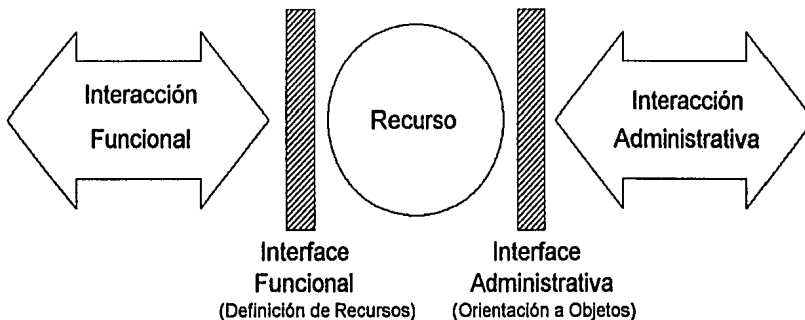 Interacción
Funcional
Recurso
Interacción
Administrativa
Interface
Funcional
(Definición de Recursos)
Interface
Administrativa
(Orientación a Objetos)